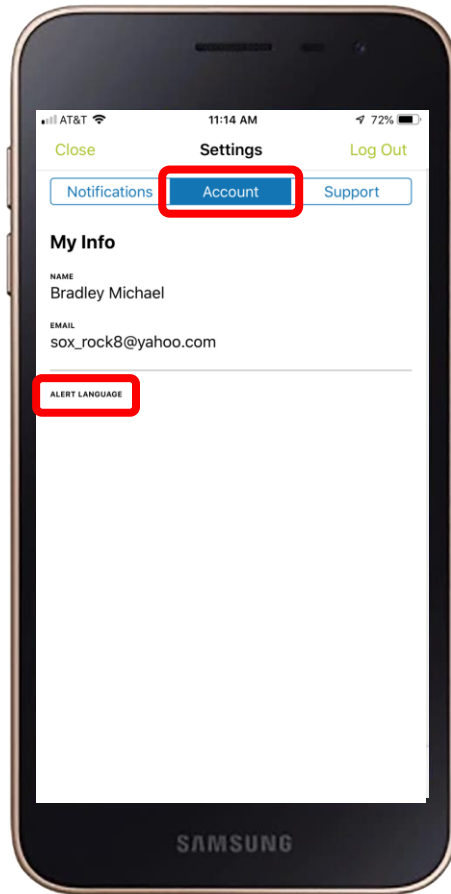 AT&T 11:14 AM 72%
Close Settings Log Out
Notifications Account Support
My Info
NAME
Bradley Michael
EMAIL
sox_rock8@yahoo.com
ALERT LANGUAGE
SAMSUNG